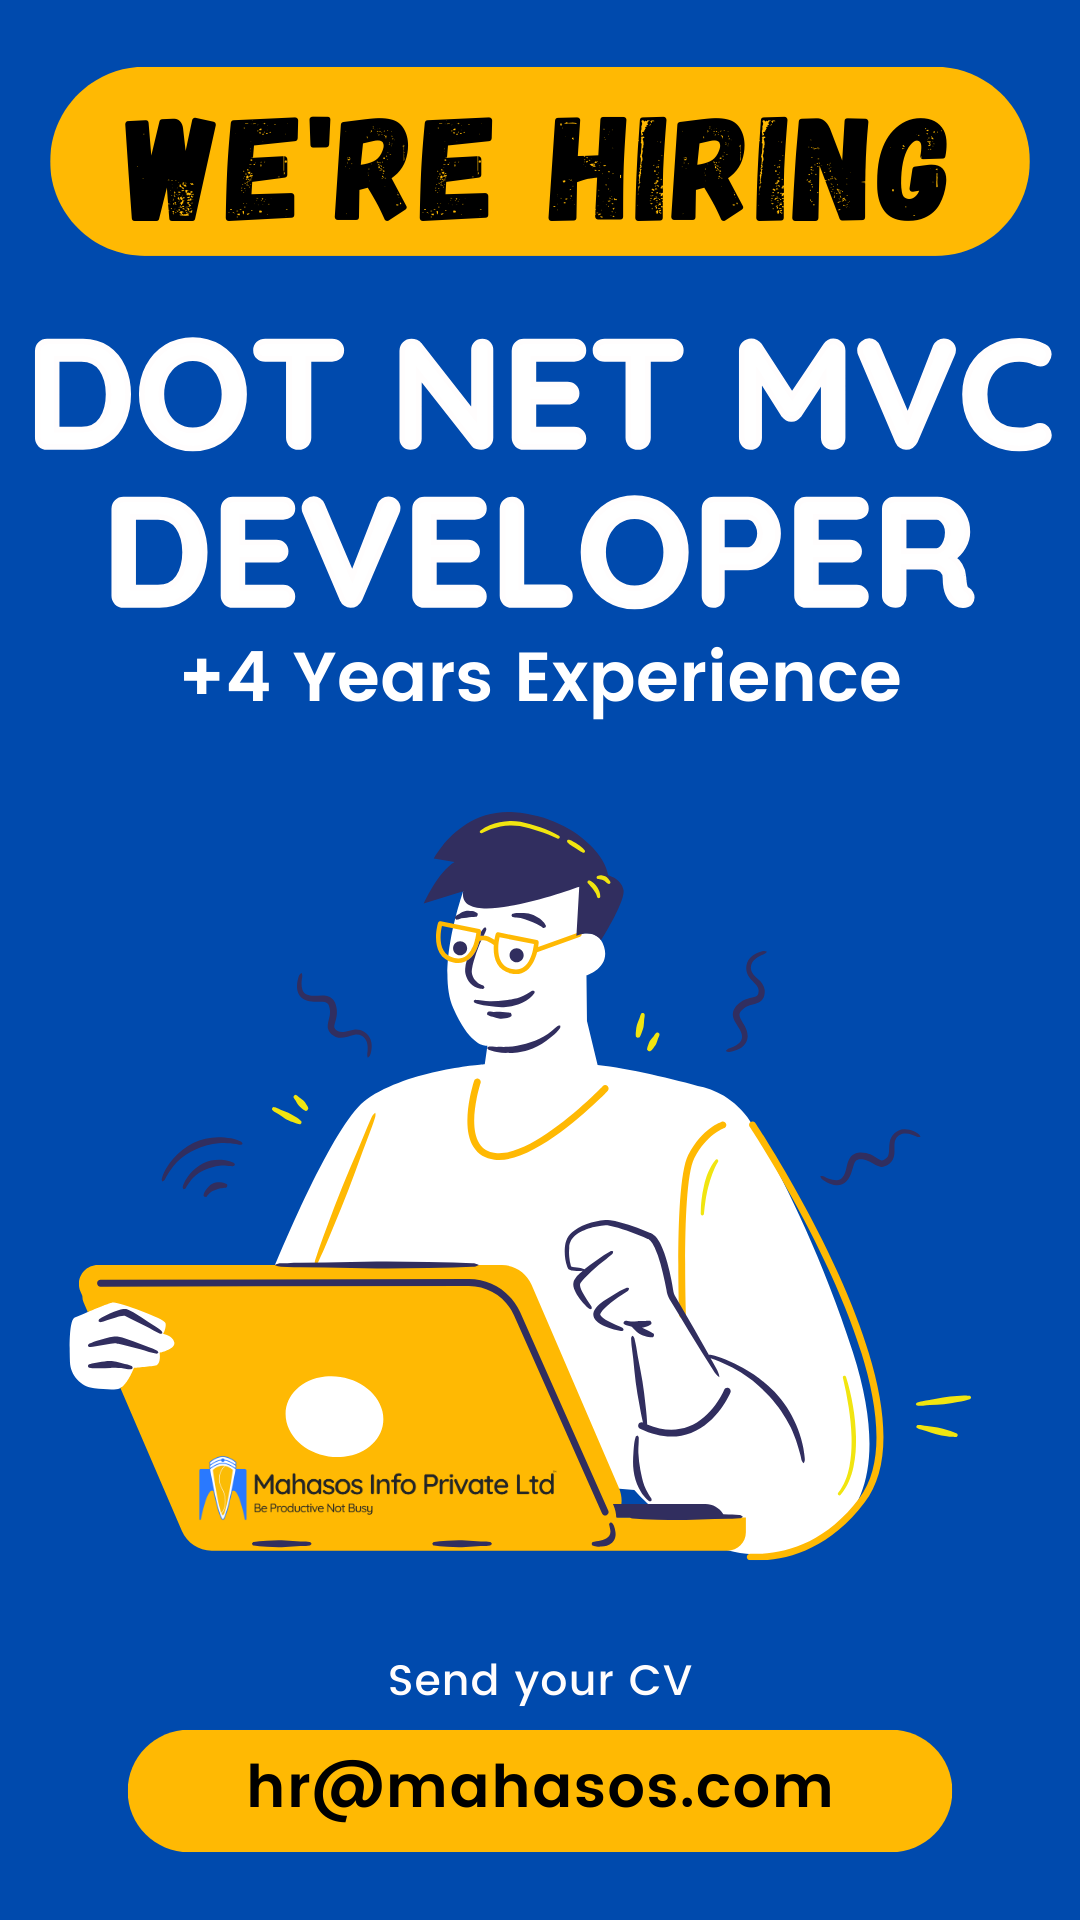 WE'RE HIRING
DOT NET MVC
DEVELOPER
+4 Years Experience
Mahasos Info Private Ltd
Be Productive Not Busy
Send your CV
hr@mahasos.com